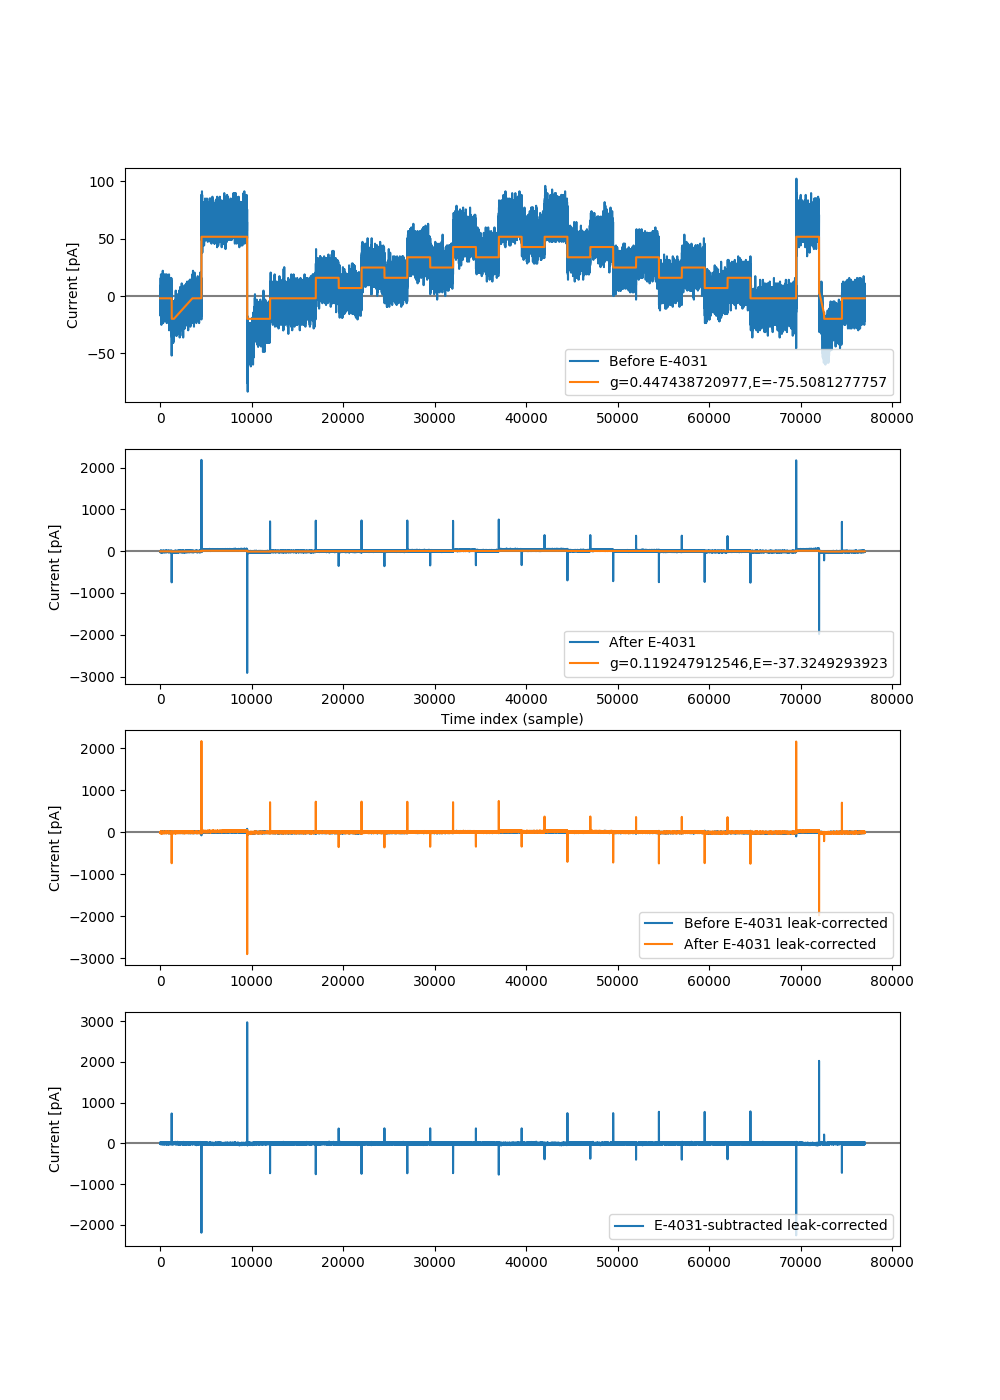 100
50
0
−50
Current [pA]
Before E-4031
g=0.447438720977,E=-75.5081277757
0 10000 20000 30000 40000 50000 60000 70000 80000
2000
1000
0
−1000
−2000
−3000
Current [pA]
After E-4031
g=0.119247912546,E=-37.3249293923
0 10000 20000 30000 40000 50000 60000 70000 80000
Time index (sample)
2000
1000
0
−1000
−2000
−3000
Current [pA]
Before E-4031 leak-corrected
After E-4031 leak-corrected
0 10000 20000 30000 40000 50000 60000 70000 80000
3000
2000
1000
0
−1000
−2000
Current [pA]
E-4031-subtracted leak-corrected
0 10000 20000 30000 40000 50000 60000 70000 80000